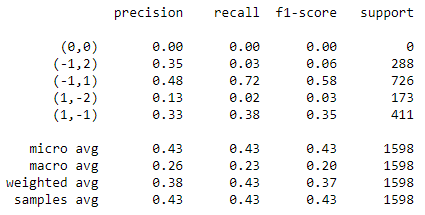 precision recall f1-score support
(0,0) 0.00 0.00 0.00 0
(-1,2) 0.35 0.03 0.06 288
(-1,1) 0.48 0.72 0.58 726
(1,-2) 0.13 0.02 0.03 173
(1,-1) 0.33 0.38 0.35 411
micro avg 0.43 0.43 0.43 1598
macro avg 0.26 0.23 0.20 1598
weighted avg 0.38 0.43 0.37 1598
samples avg 0.43 0.43 0.43 1598